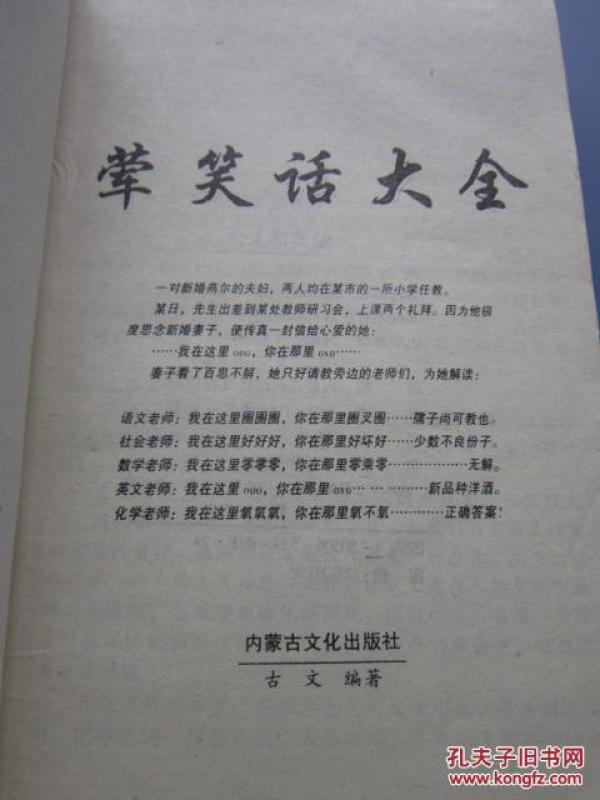 荤笑话大全
一对新婚燕尔的夫妇，两人均在某市的一所小学任教。
某日，先生出差到某处教师研习会，上课两个礼拜。因为他极
度思念新婚妻子，便传真一封信给心爱的她：
……我在这里 ooo，你在那里 oxo……
妻子看了百思不解，她只好请教旁边的老师们，为她解读：
语文老师：我在这里圈圈圈，你在那里圈叉圈……孺子尚可教也。
社会老师：我在这里好好好，你在那里好坏好……少数不良份子。
数学老师：我在这里零零零，你在那里零乘零………………无解。
英文老师：我在这里 ooo，你在那里 oxo… … ………新品种洋酒。
化学老师：我在这里氧氧氧，你在那里氧不氧…………正确答案！
内蒙古文化出版社
古 文 编著
孔夫子旧书网
www.kongfz.com